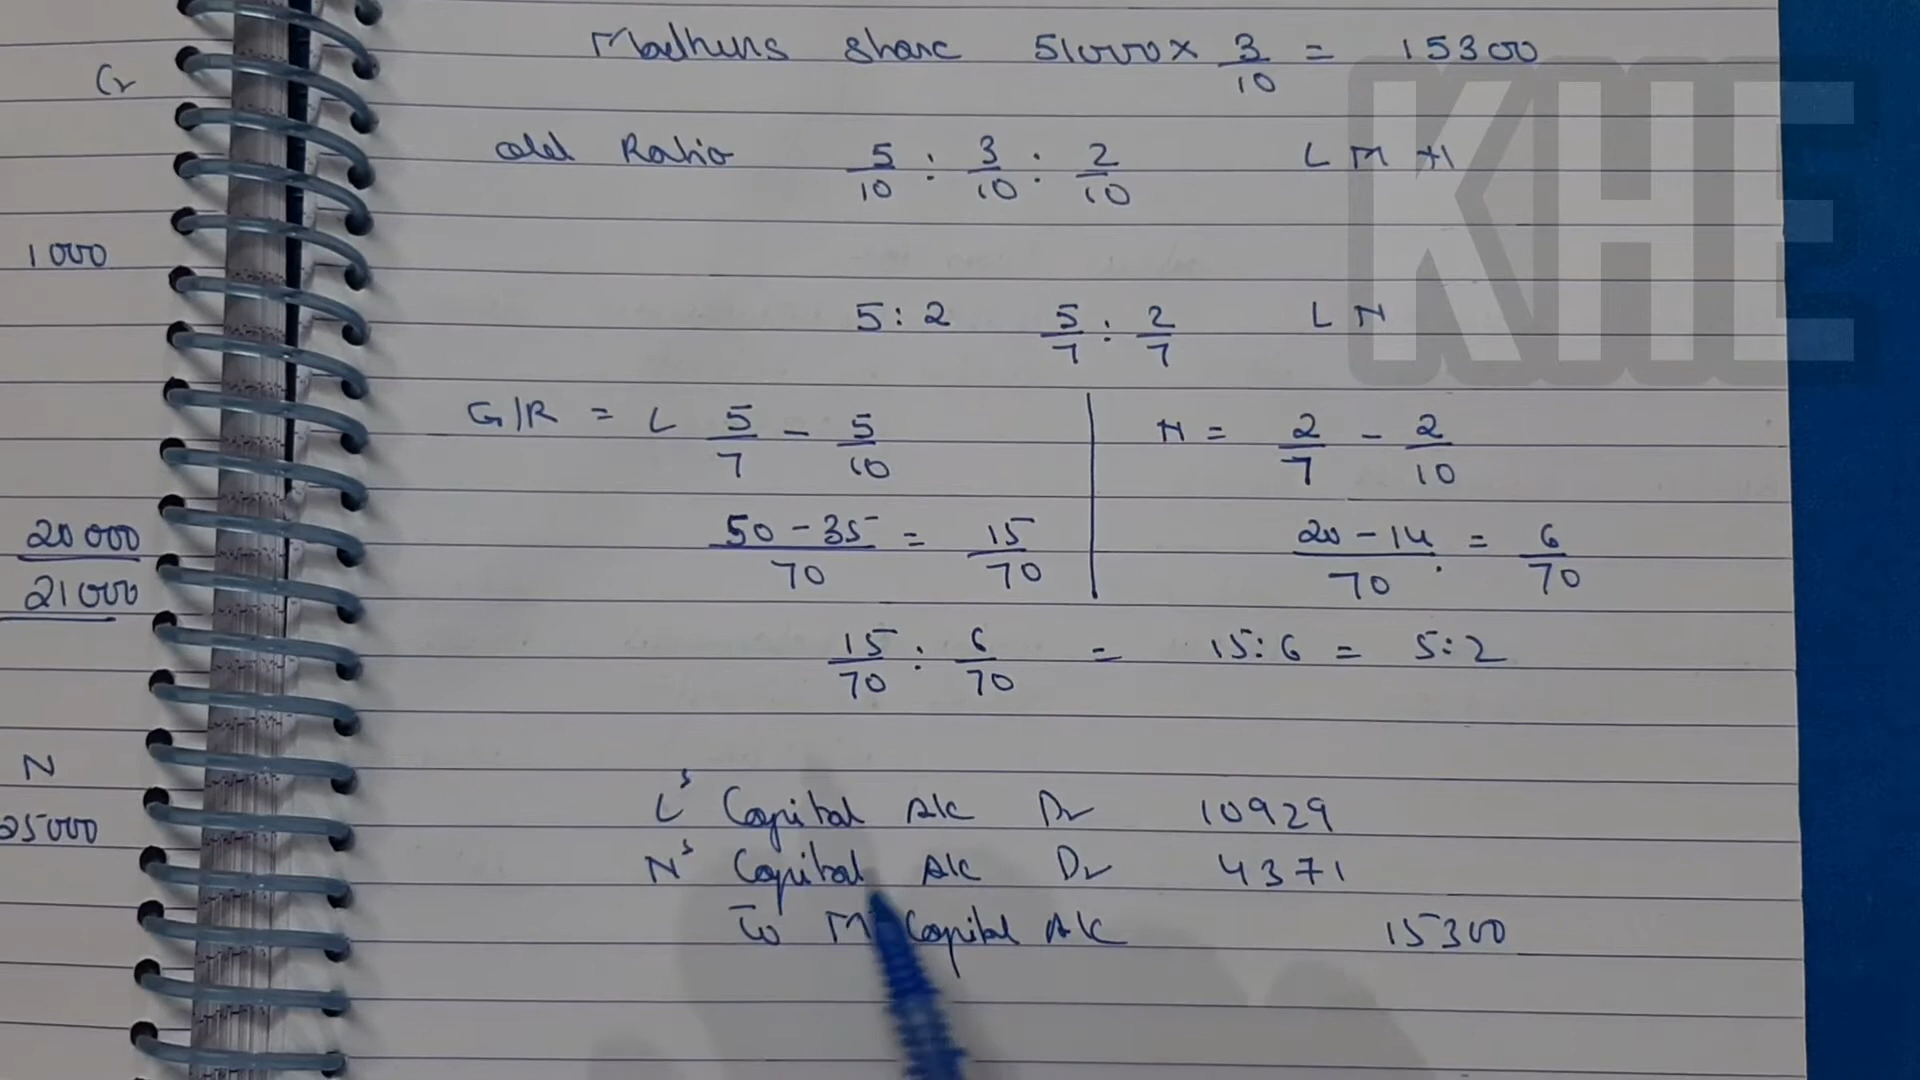 Cr
1000
20000
21000
N
25000
Madhurs share 51000 × 3/10 = 15300
old Ratio 5/10 : 3/10 : 2/10 L M N
5:2 5/7 : 2/7 L N
G/R = L 5/7 - 5/10 N = 2/7 - 2/10
50-35/70 = 15/70 20-14/70 = 6/70
15/70 : 6/70 = 15:6 = 5:2
L's Capital A/c Dr 10929
N's Capital A/c Dr 4371
To M Capital A/c 15300
KHE